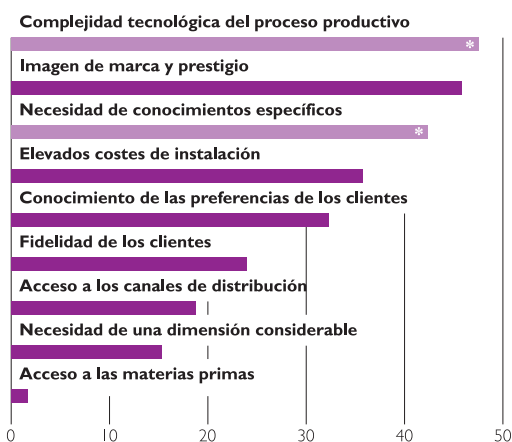 Complejidad tecnológica del proceso productivo
*
Imagen de marca y prestigio
Necesidad de conocimientos específicos
*
Elevados costes de instalación
Conocimiento de las preferencias de los clientes
Fidelidad de los clientes
Acceso a los canales de distribución
Necesidad de una dimensión considerable
Acceso a las materias primas
0 10 20 30 40 50